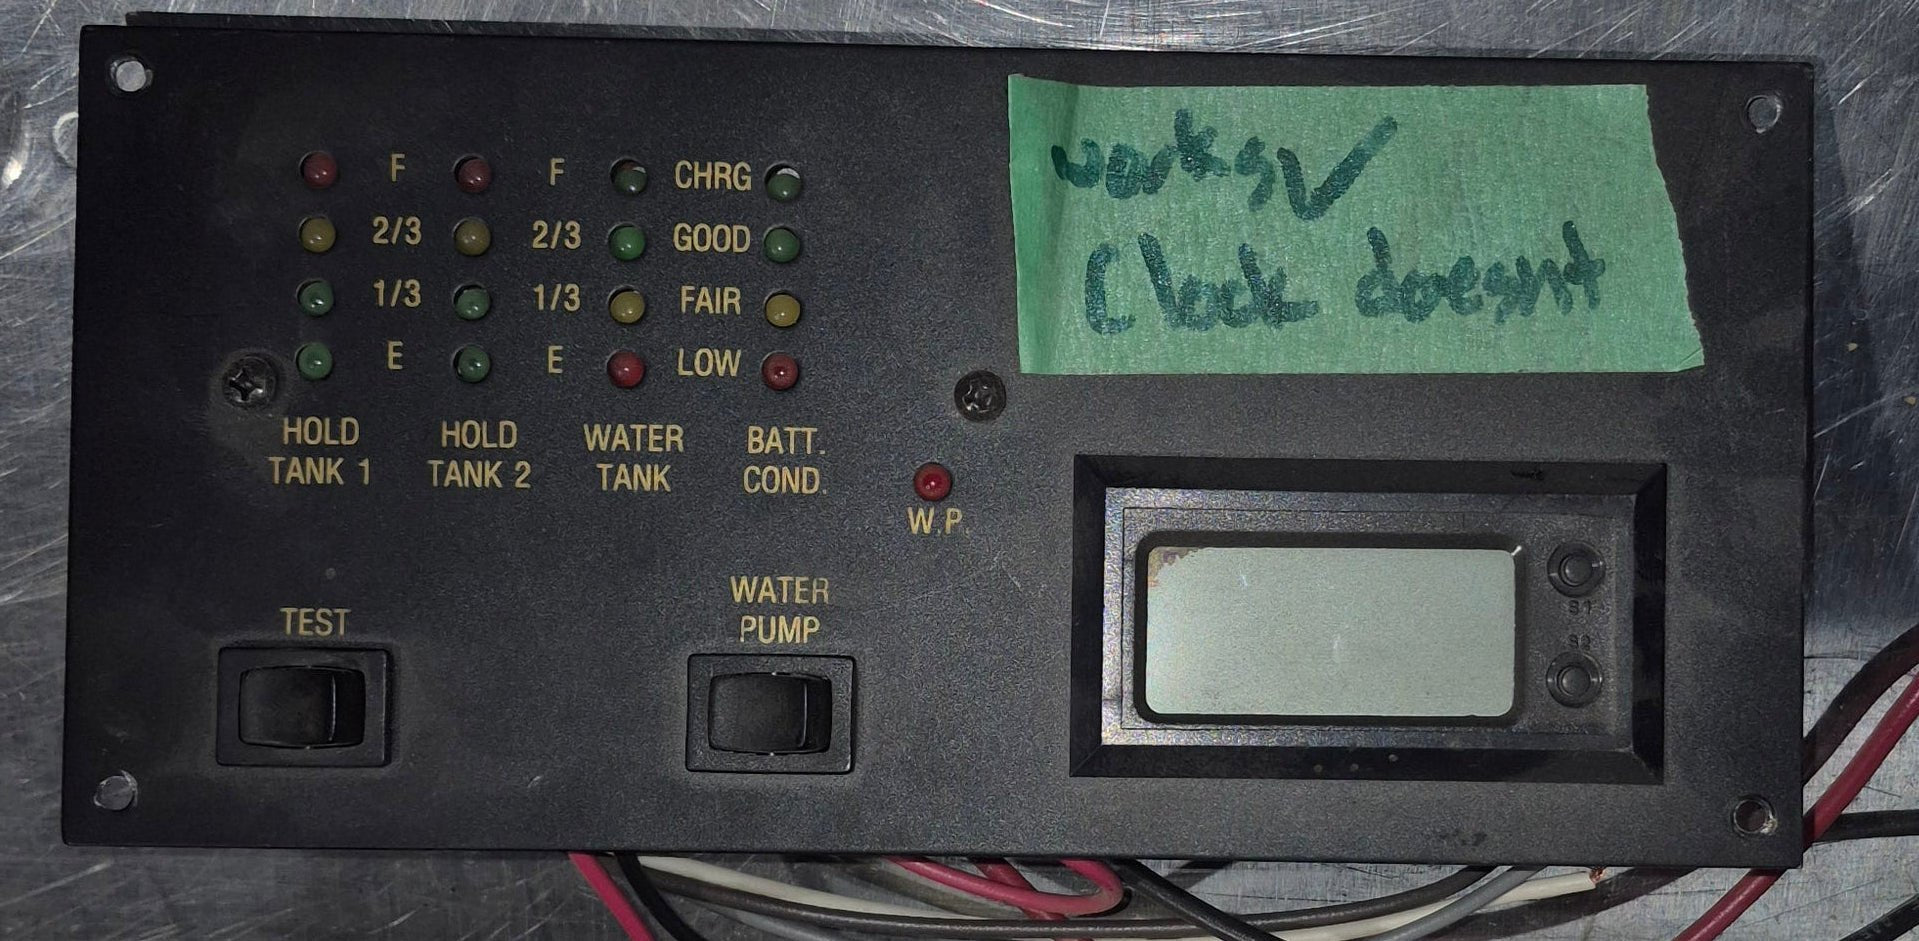 works✓
Clock doesnt
F F CHRG
2/3 2/3 GOOD
1/3 1/3 FAIR
E E LOW
HOLD TANK 1
HOLD TANK 2
WATER TANK
BATT. COND.
W.P.
TEST
WATER PUMP
S1
S2